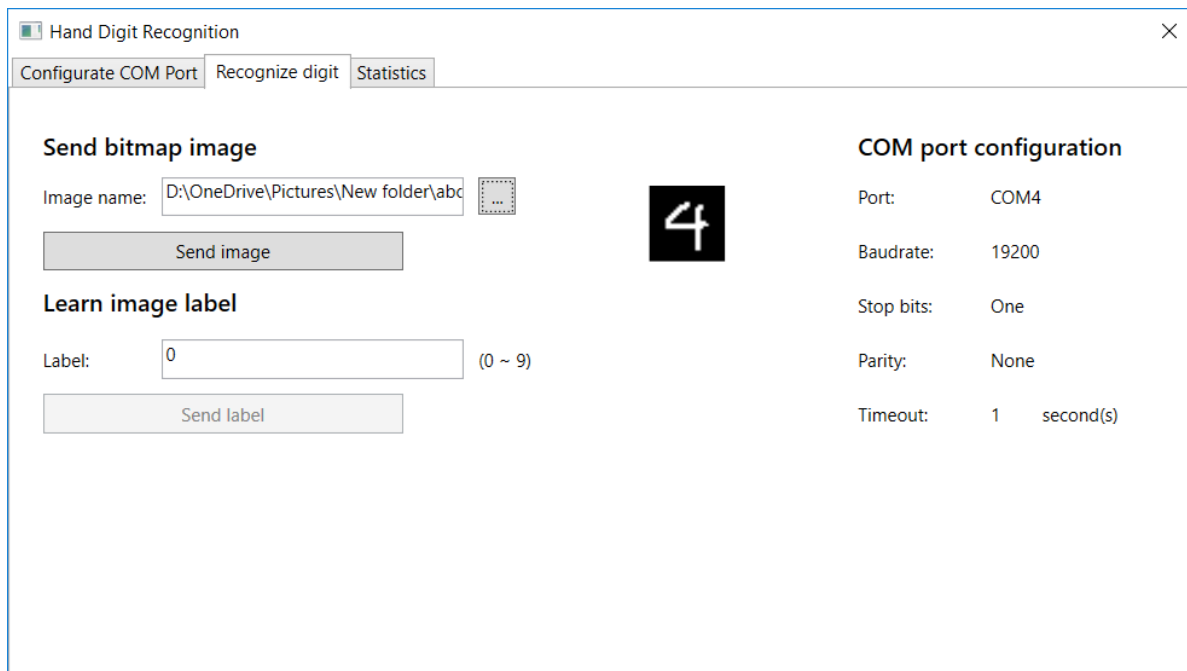 Hand Digit Recognition
Configurate COM Port Recognize digit Statistics
Send bitmap image
Image name: D:\OneDrive\Pictures\New folder\abc ...
Send image
Learn image label
Label: 0 (0 ~ 9)
Send label
4
COM port configuration
Port: COM4
Baudrate: 19200
Stop bits: One
Parity: None
Timeout: 1 second(s)